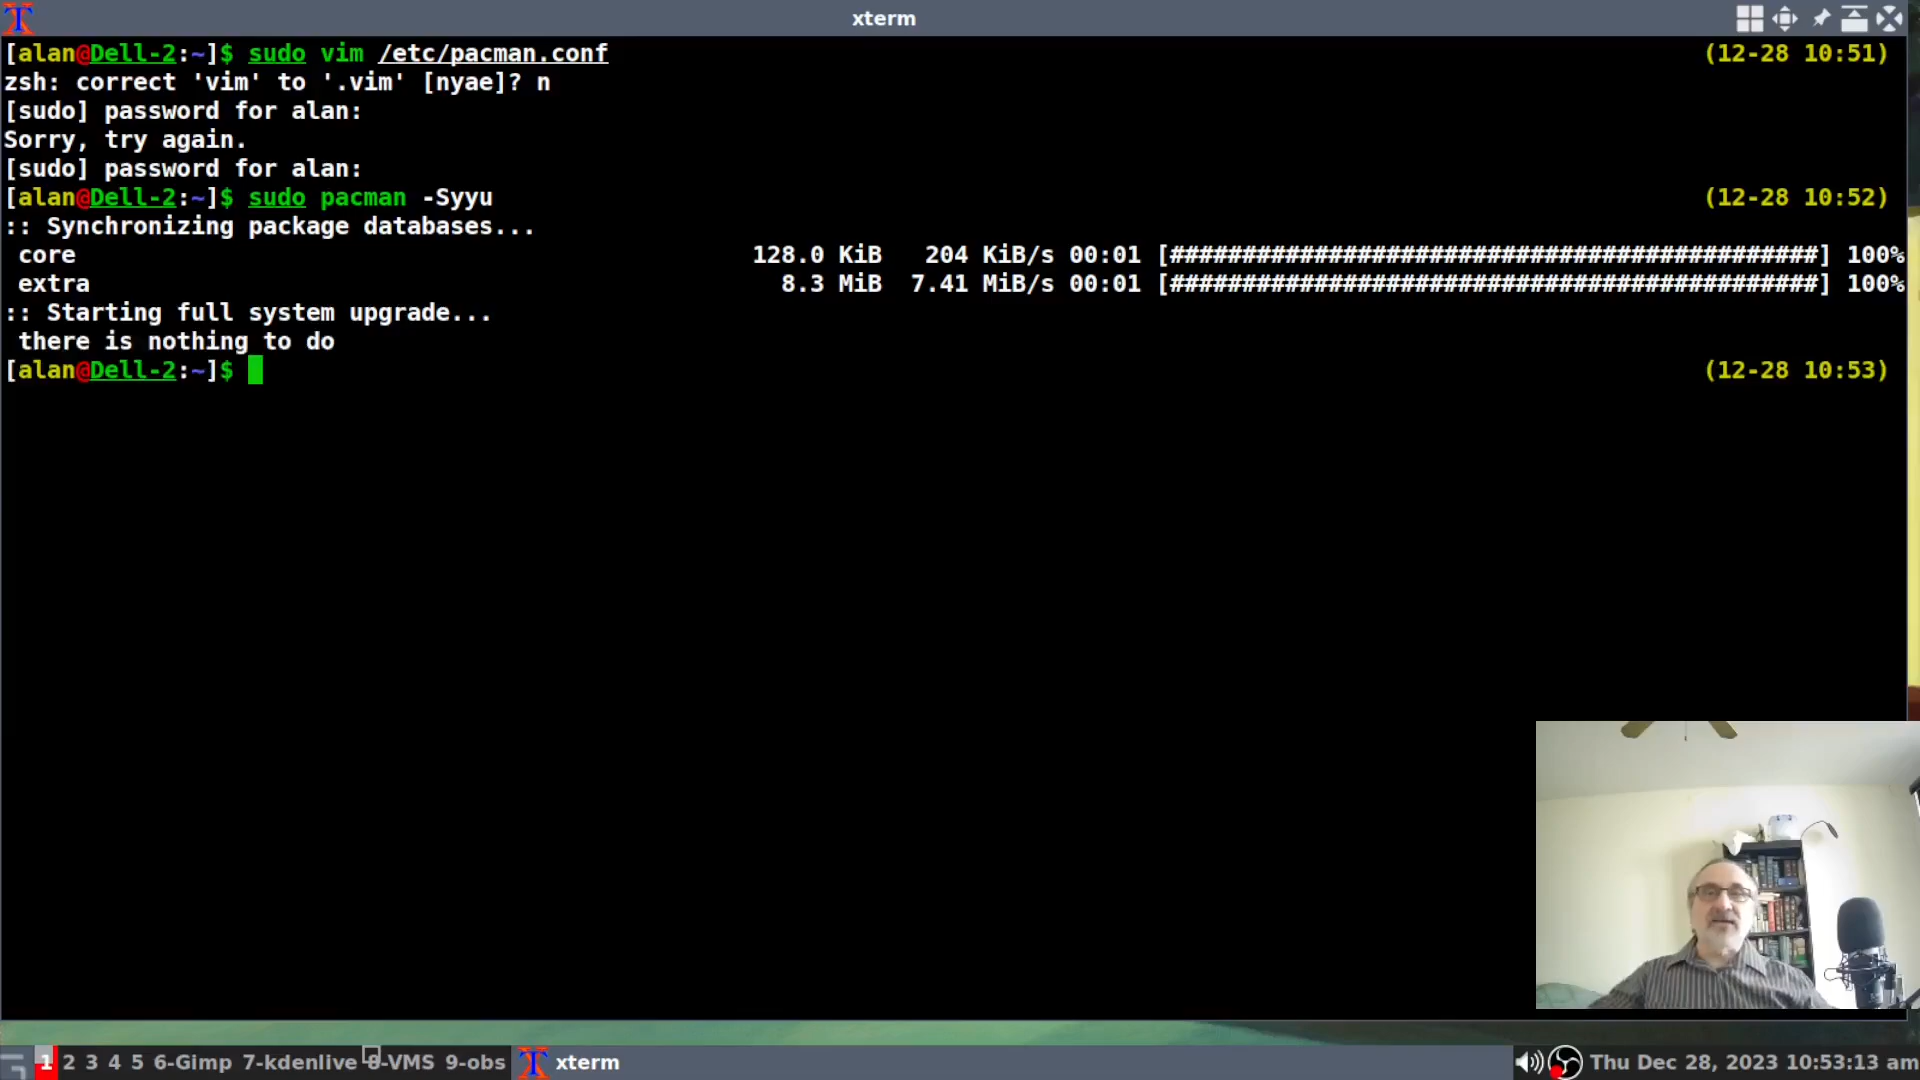 xterm
[alan@Dell-2:~]$ sudo vim /etc/pacman.conf (12-28 10:51)
zsh: correct 'vim' to '.vim' [nyae]? n
[sudo] password for alan:
Sorry, try again.
[sudo] password for alan:
[alan@Dell-2:~]$ sudo pacman -Syyu (12-28 10:52)
:: Synchronizing package databases...
core 128.0 KiB 204 KiB/s 00:01 [#############################################] 100%
extra 8.3 MiB 7.41 MiB/s 00:01 [#############################################] 100%
:: Starting full system upgrade...
there is nothing to do
[alan@Dell-2:~]$ (12-28 10:53)
1 2 3 4 5 6-Gimp 7-kdenlive 8-VMS 9-obs xterm Thu Dec 28, 2023 10:53:13 am